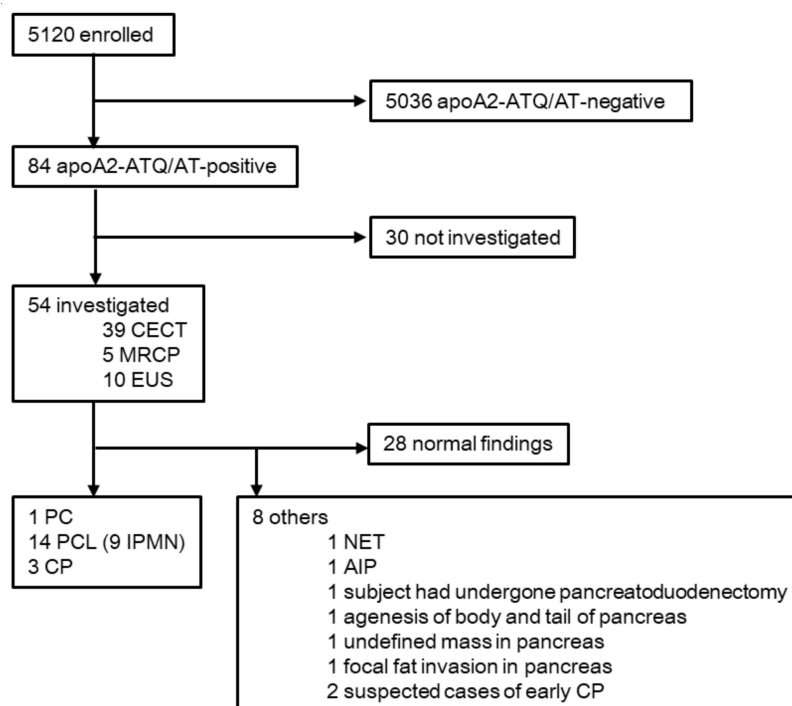 5120 enrolled
5036 apoA2-ATQ/AT-negative
84 apoA2-ATQ/AT-positive
30 not investigated
54 investigated
39 CECT
5 MRCP
10 EUS
28 normal findings
1 PC
14 PCL (9 IPMN)
3 CP
8 others
1 NET
1 AIP
1 subject had undergone pancreatoduodenectomy
1 agenesis of body and tail of pancreas
1 undefined mass in pancreas
1 focal fat invasion in pancreas
2 suspected cases of early CP